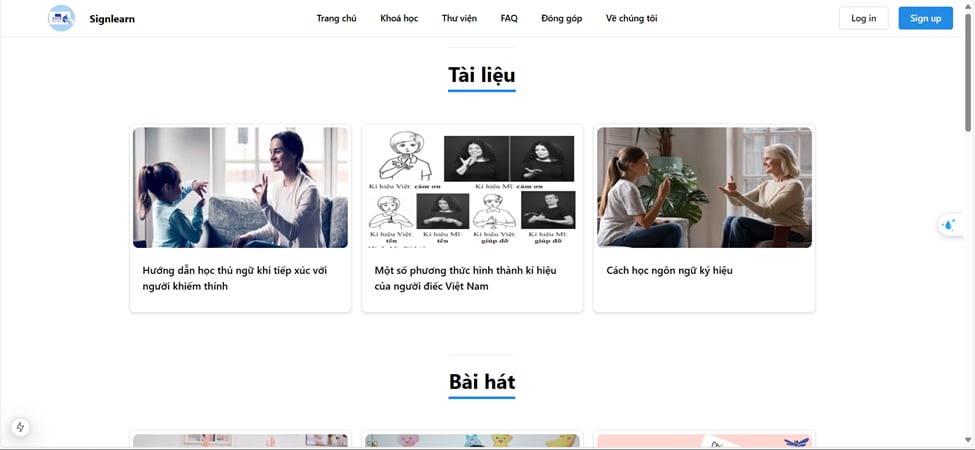 Signlearn
Trang chủ
Khoá học
Thư viện
FAQ
Đóng góp
Về chúng tôi
Log in
Sign up
Tài liệu
Kí hiệu Việt: cám ơn
Kí hiệu Mĩ: cám ơn
Kí hiệu Việt:
tên
Kí hiệu Mĩ:
tên
Kí hiệu Việt:
giúp đỡ
Kí hiệu Mĩ:
giúp đỡ
Hướng dẫn học thủ ngữ khi tiếp xúc với
người khiếm thính
Một số phương thức hình thành kí hiệu
của người điếc Việt Nam
Cách học ngôn ngữ ký hiệu
Bài hát